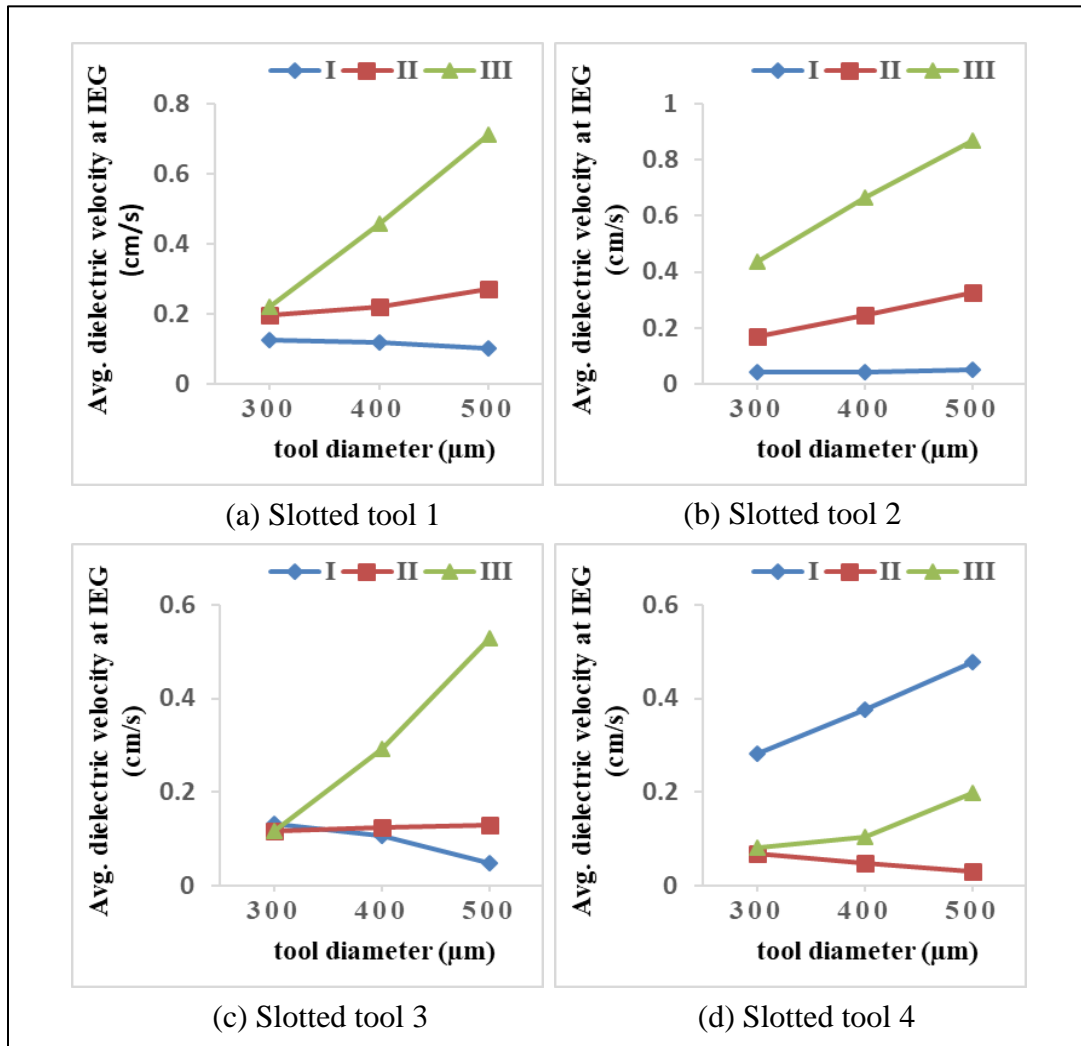 I II III
Avg. dielectric velocity at IEG
(cm/s)
0.8
0.6
0.4
0.2
0
300 400 500
tool diameter (μm)
(a) Slotted tool 1
I II III
Avg. dielectric velocity at IEG
(cm/s)
1
0.8
0.6
0.4
0.2
0
300 400 500
tool diameter (μm)
(b) Slotted tool 2
I II III
Avg. dielectric velocity at IEG
(cm/s)
0.6
0.4
0.2
0
300 400 500
tool diameter (μm)
(c) Slotted tool 3
I II III
Avg. dielectric velocity at IEG
(cm/s)
0.6
0.4
0.2
0
300 400 500
tool diameter (μm)
(d) Slotted tool 4